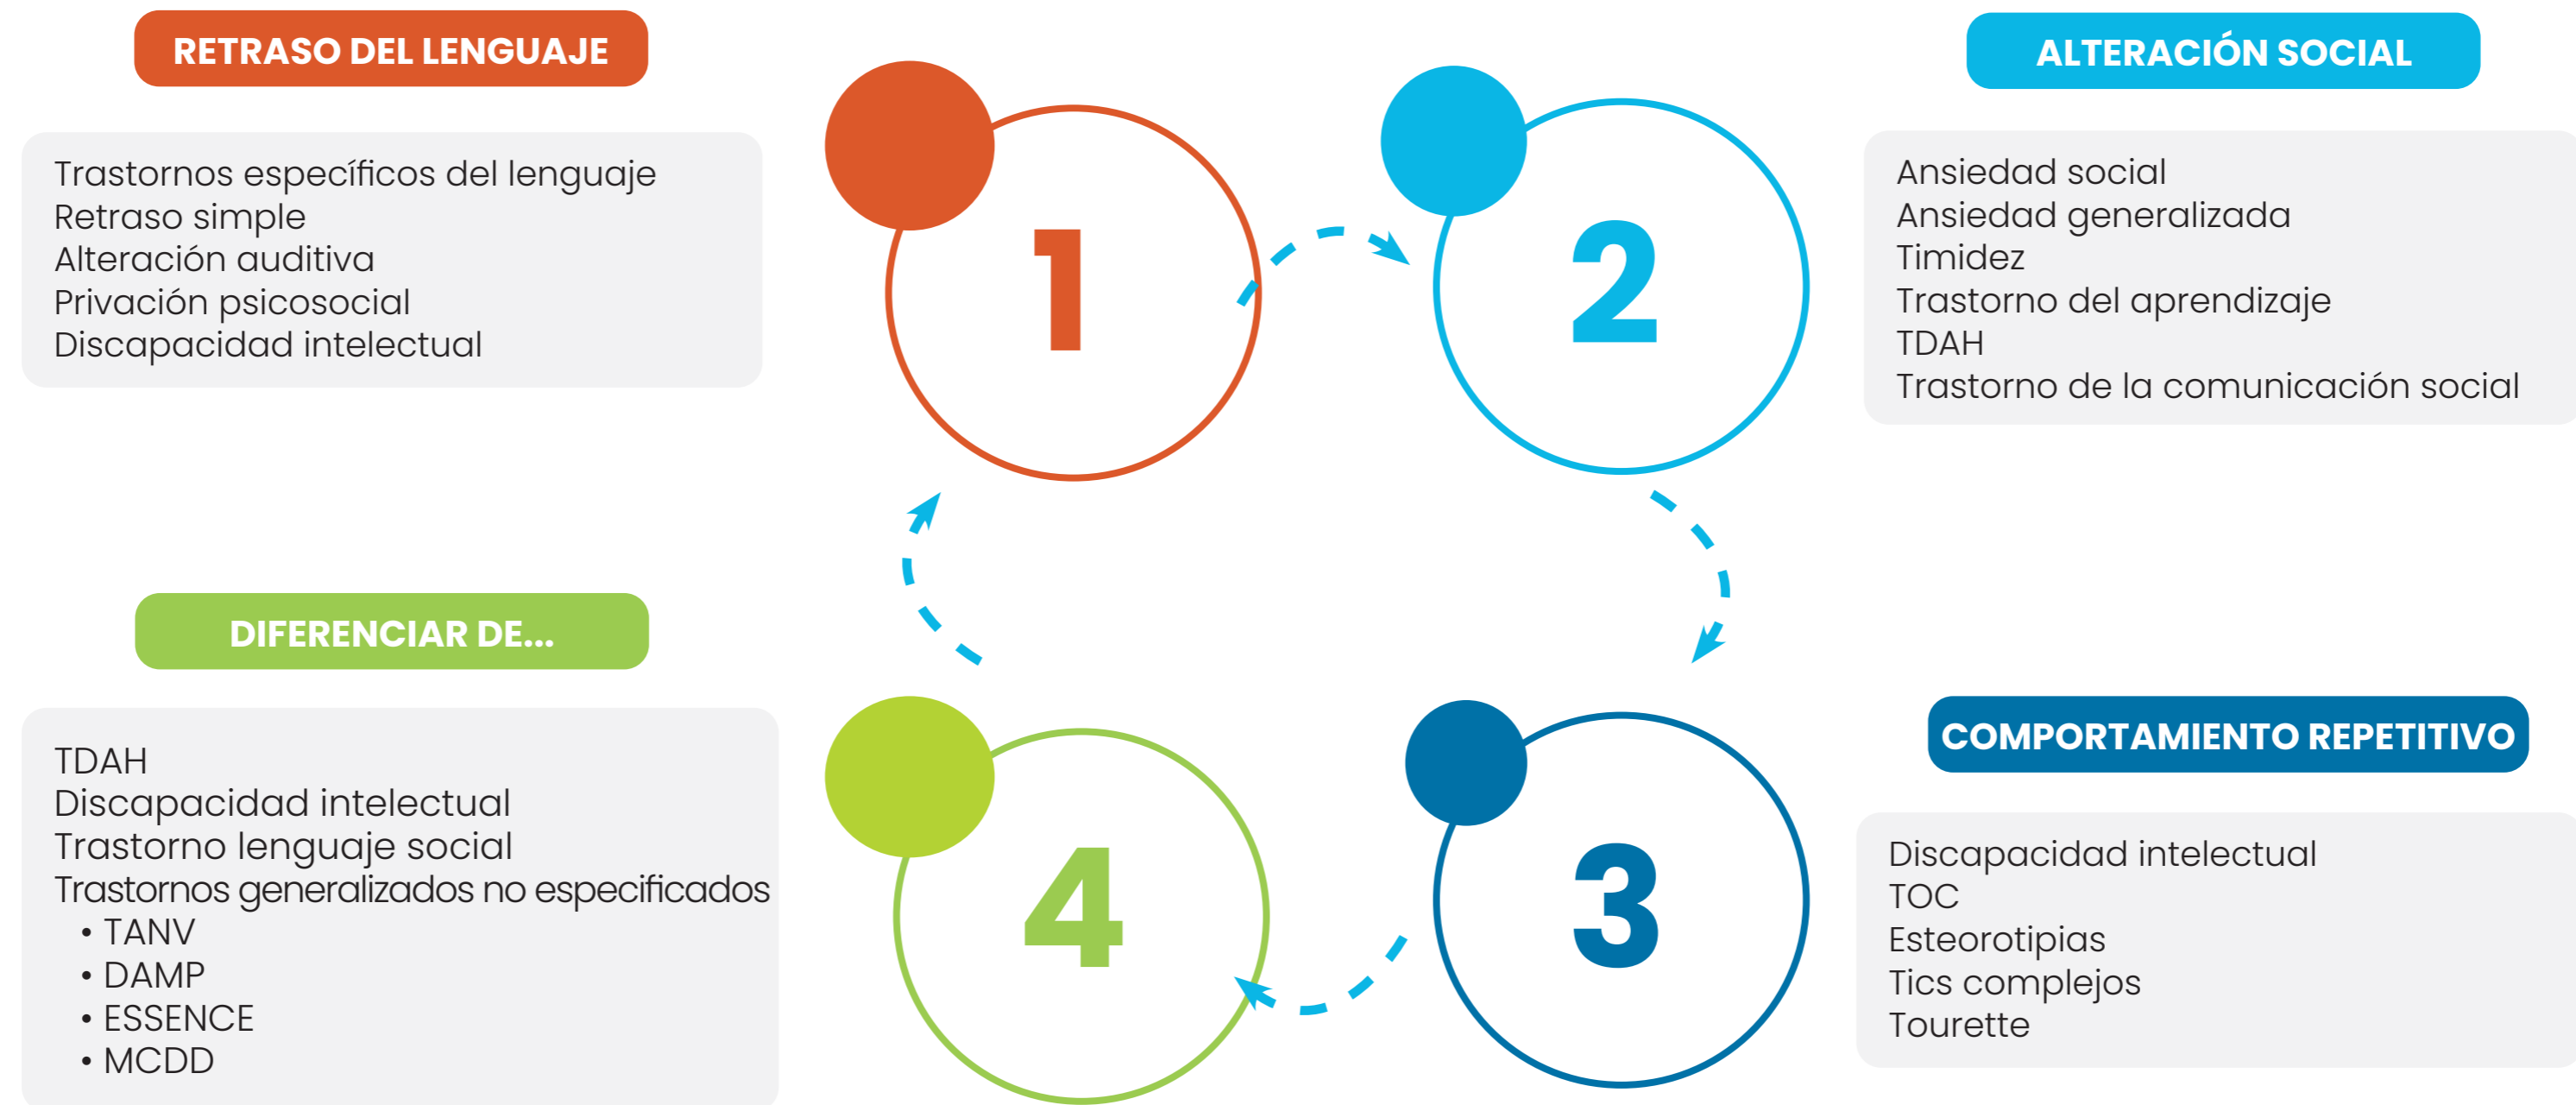 RETRASO DEL LENGUAJE
Trastornos específicos del lenguaje
Retraso simple
Alteración auditiva
Privación psicosocial
Discapacidad intelectual
1
2
ALTERACIÓN SOCIAL
Ansiedad social
Ansiedad generalizada
Timidez
Trastorno del aprendizaje
TDAH
Trastorno de la comunicación social
DIFERENCIAR DE...
TDAH
Discapacidad intelectual
Trastorno lenguaje social
Trastornos generalizados no especificados
• TANV
• DAMP
• ESSENCE
• MCDD
4
3
COMPORTAMIENTO REPETITIVO
Discapacidad intelectual
TOC
Esteorotipias
Tics complejos
Tourette